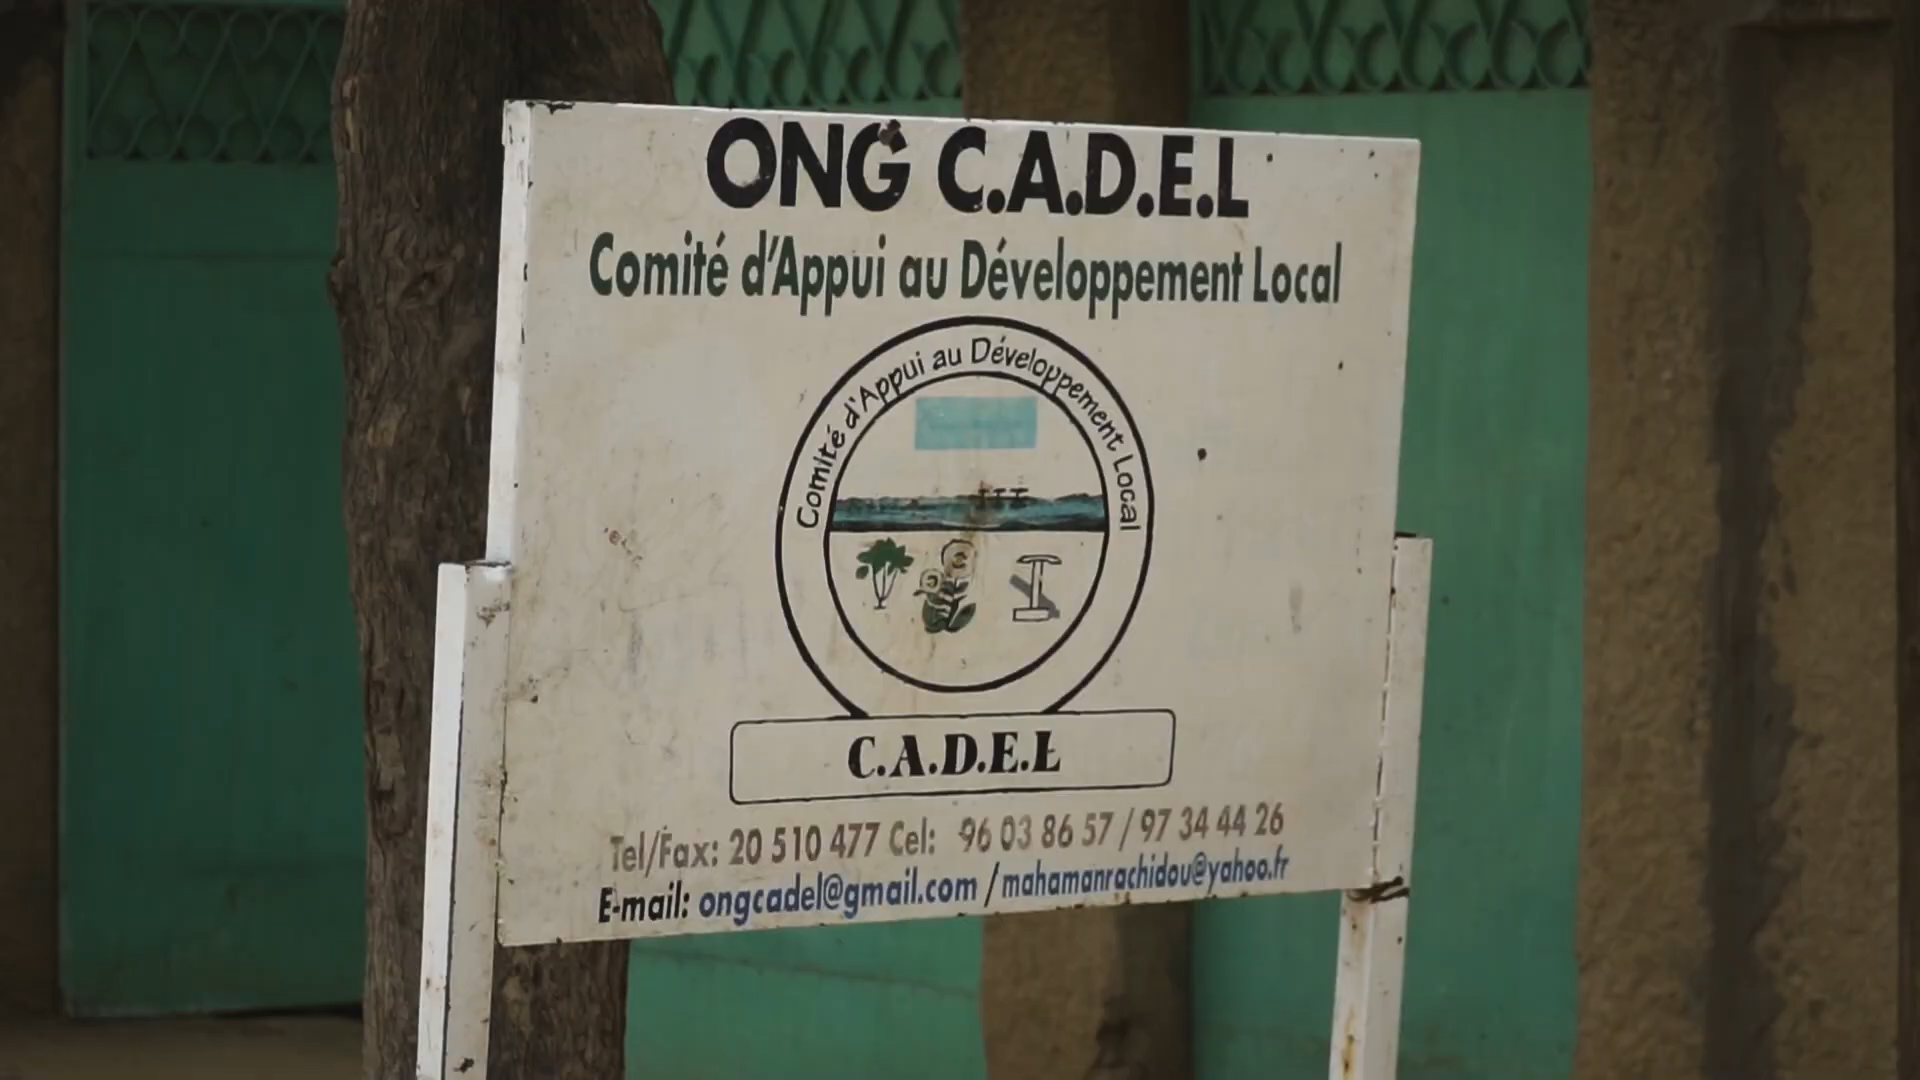 ONG C.A.D.E.L
Comité d'Appui au Développement Local
Comité d'Appui au Développement Local
C.A.D.E.L
Tel/Fax: 20 510 477 Cel: 96 03 86 57 / 97 34 44 26
E-mail: ongcadel@gmail.com / mahamanrachidou@yahoo.fr